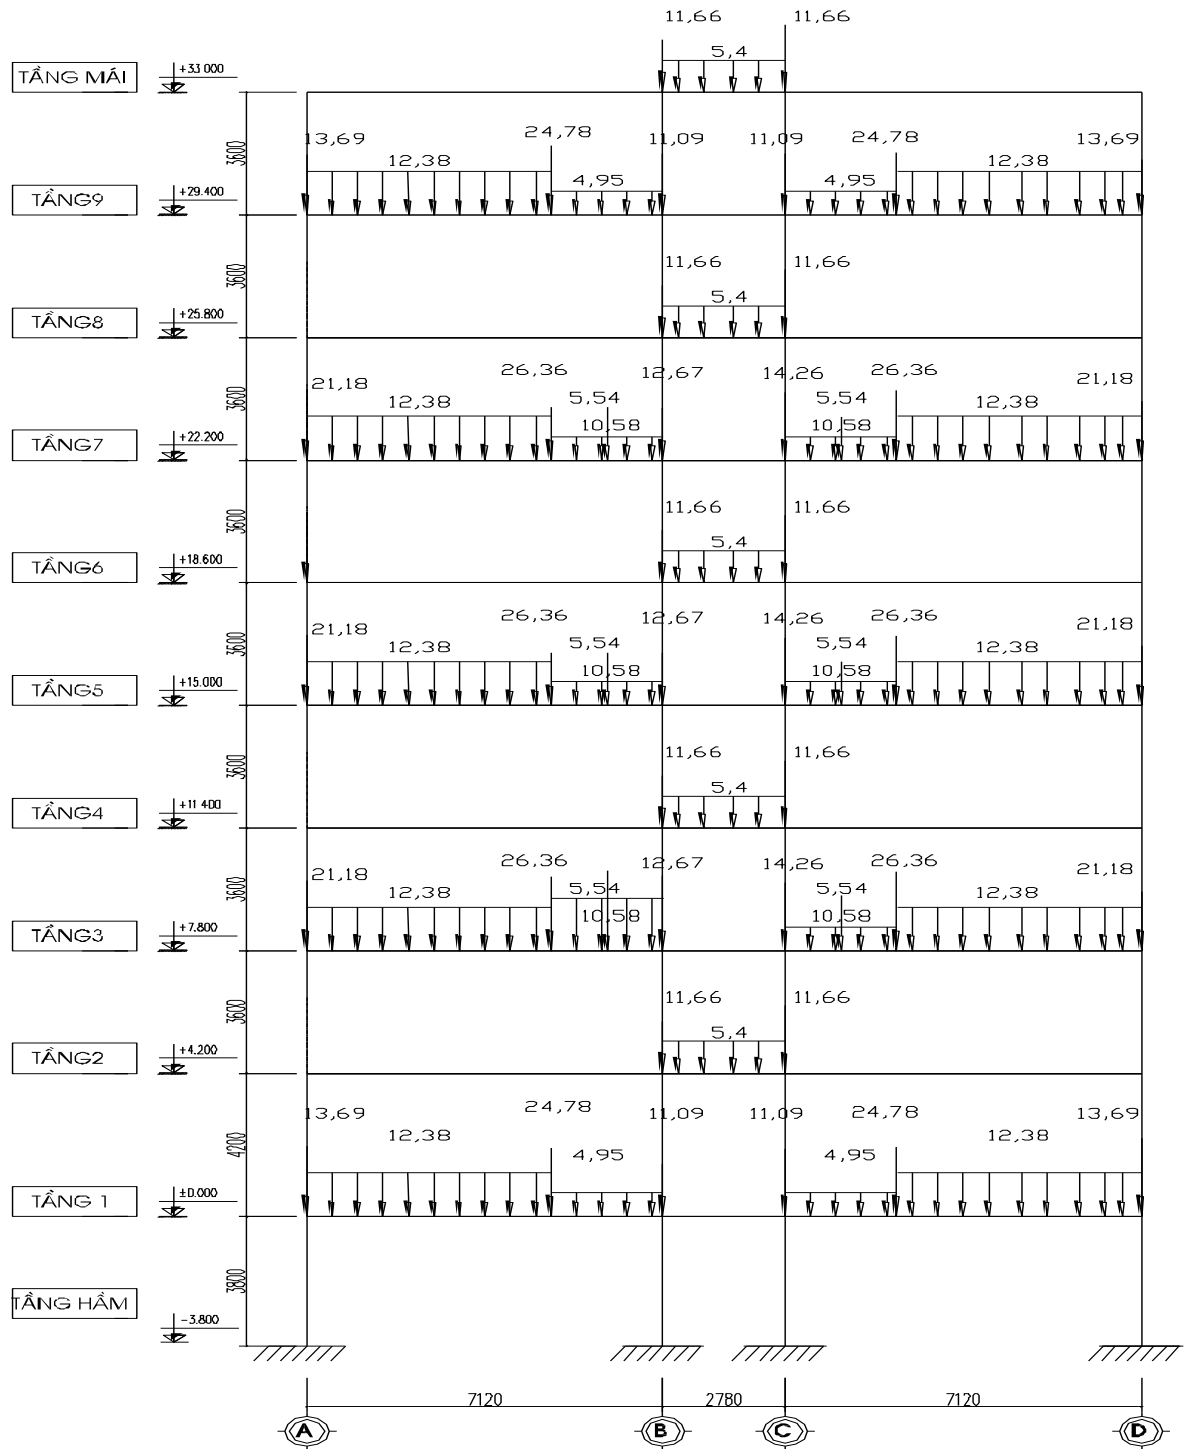 11,66 11,66
5,4
TẦNG MÁI +33.000
3600
13,69 24,78 11,09 11,09 24,78 13,69
12,38 4,95 4,95 12,38
TẦNG9 +29.400
3600
11,66 11,66
5,4
TẦNG8 +25.800
3600
21,18 26,36 12,67 14,26 26,36 21,18
12,38 5,54 5,54 12,38
10,58 10,58
TẦNG7 +22.200
3600
11,66 11,66
5,4
TẦNG6 +18.600
3600
21,18 26,36 12,67 14,26 26,36 21,18
12,38 5,54 5,54 12,38
10,58 10,58
TẦNG5 +15.000
3600
11,66 11,66
5,4
TẦNG4 +11.400
3600
21,18 26,36 12,67 14,26 26,36 21,18
12,38 5,54 5,54 12,38
10,58 10,58
TẦNG3 +7.800
3600
11,66 11,66
5,4
TẦNG2 +4.200
4200
13,69 24,78 11,09 11,09 24,78 13,69
12,38 4,95 4,95 12,38
TẦNG 1 ±0.000
3800
TẦNG HẦM
-3.800
7120 2780 7120
A B C D